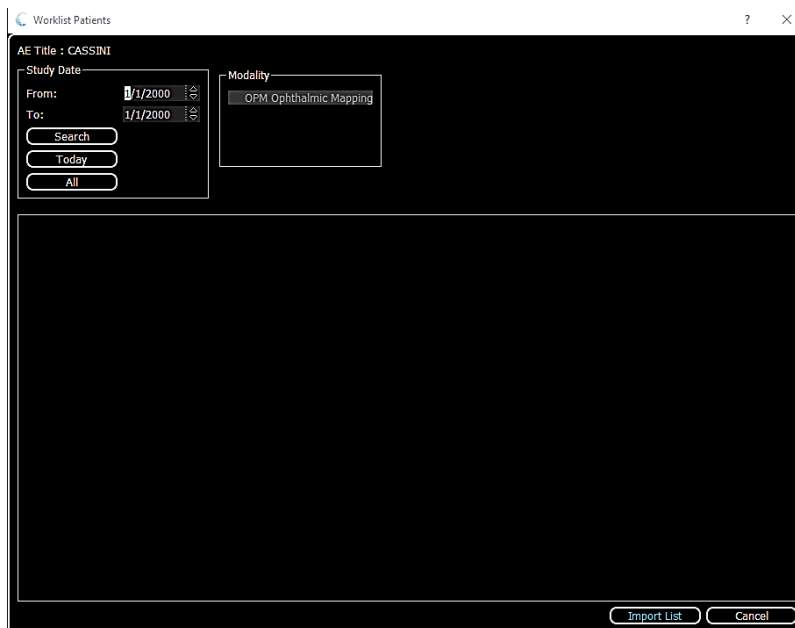 Worklist Patients
AE Title : CASSINI
Study Date
From: 1/1/2000
To: 1/1/2000
Search
Today
All
Modality
OPM Ophthalmic Mapping
Import List
Cancel